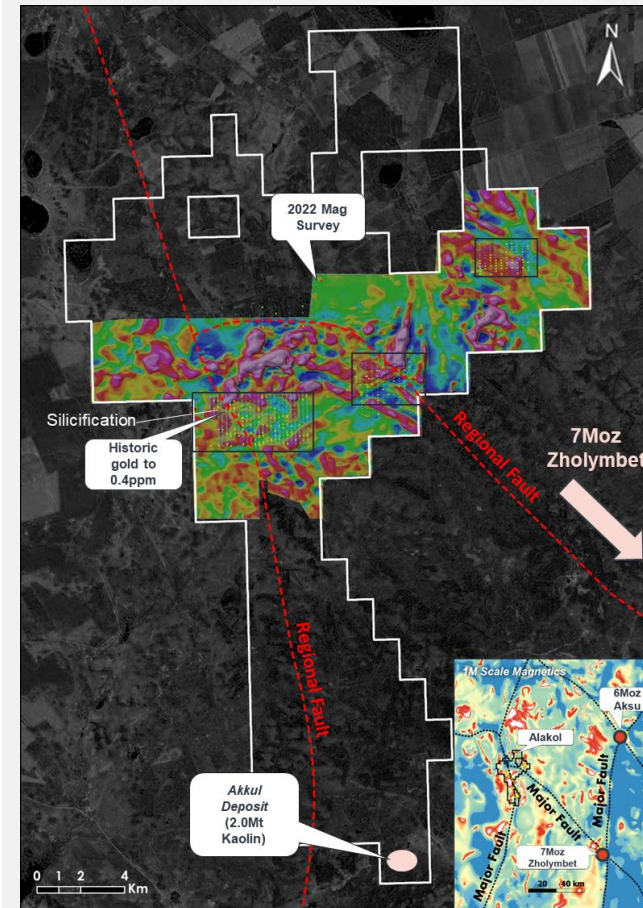 N
2022 Mag
Survey
Silicification
Historic
gold to
0.4ppm
Regional Fault
7Moz
Zholymbet
Regional Fault
Akkul
Deposit
(2.0Mt
Kaolin)
0 1 2 4
Km
1M Scale Magnetics
6Moz
Aksu
Alakol
Major Fault
Major Fault
Major Fault
7Moz
Zholymbet
20 40 km